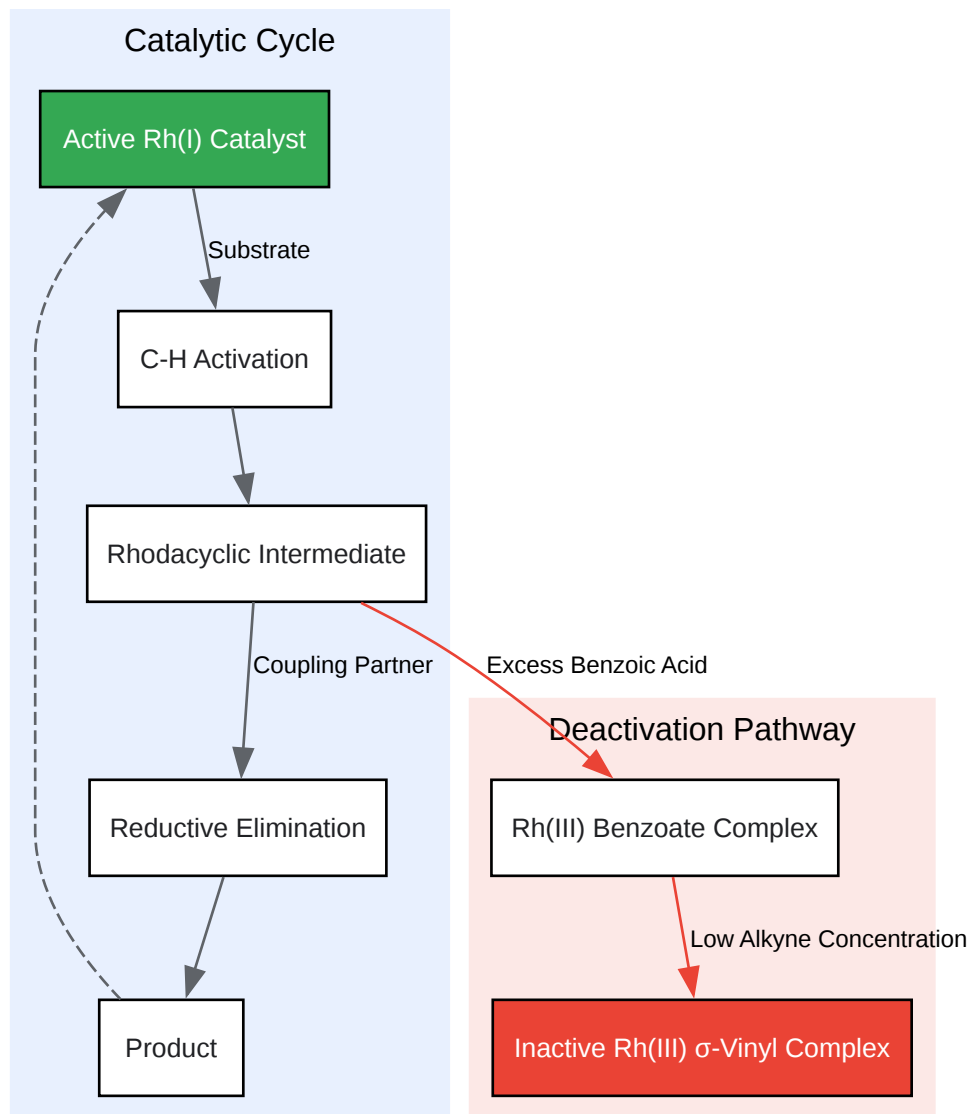 Catalytic Cycle
Active Rh(I) Catalyst
Substrate
C-H Activation
Rhodacyclic Intermediate
Coupling Partner
Excess Benzoic Acid
Deactivation Pathway
Reductive Elimination
Rh(III) Benzoate Complex
Low Alkyne Concentration
Product
Inactive Rh(III) σ-Vinyl Complex